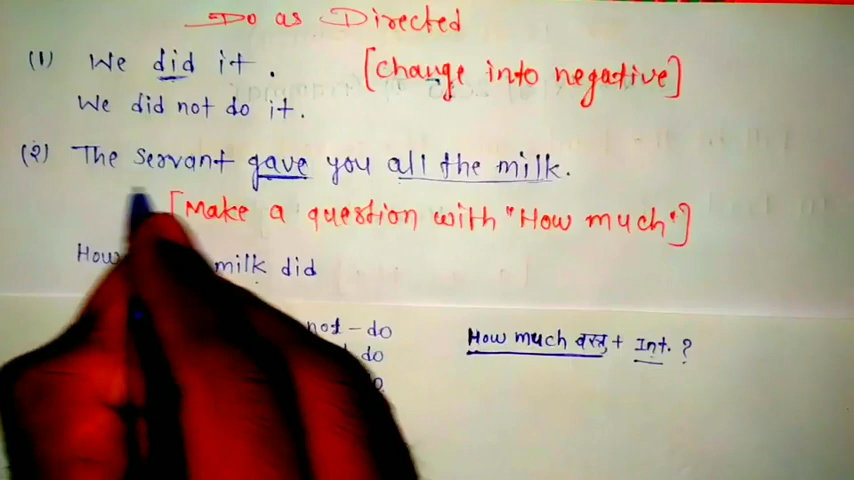 Do as Directed
(1) We did it. [Change into negative]
We did not do it.
(2) The Servant gave you all the milk.
[Make a question with "How much"]
How milk did
not - do
How much वस्तु + Int. ?
do